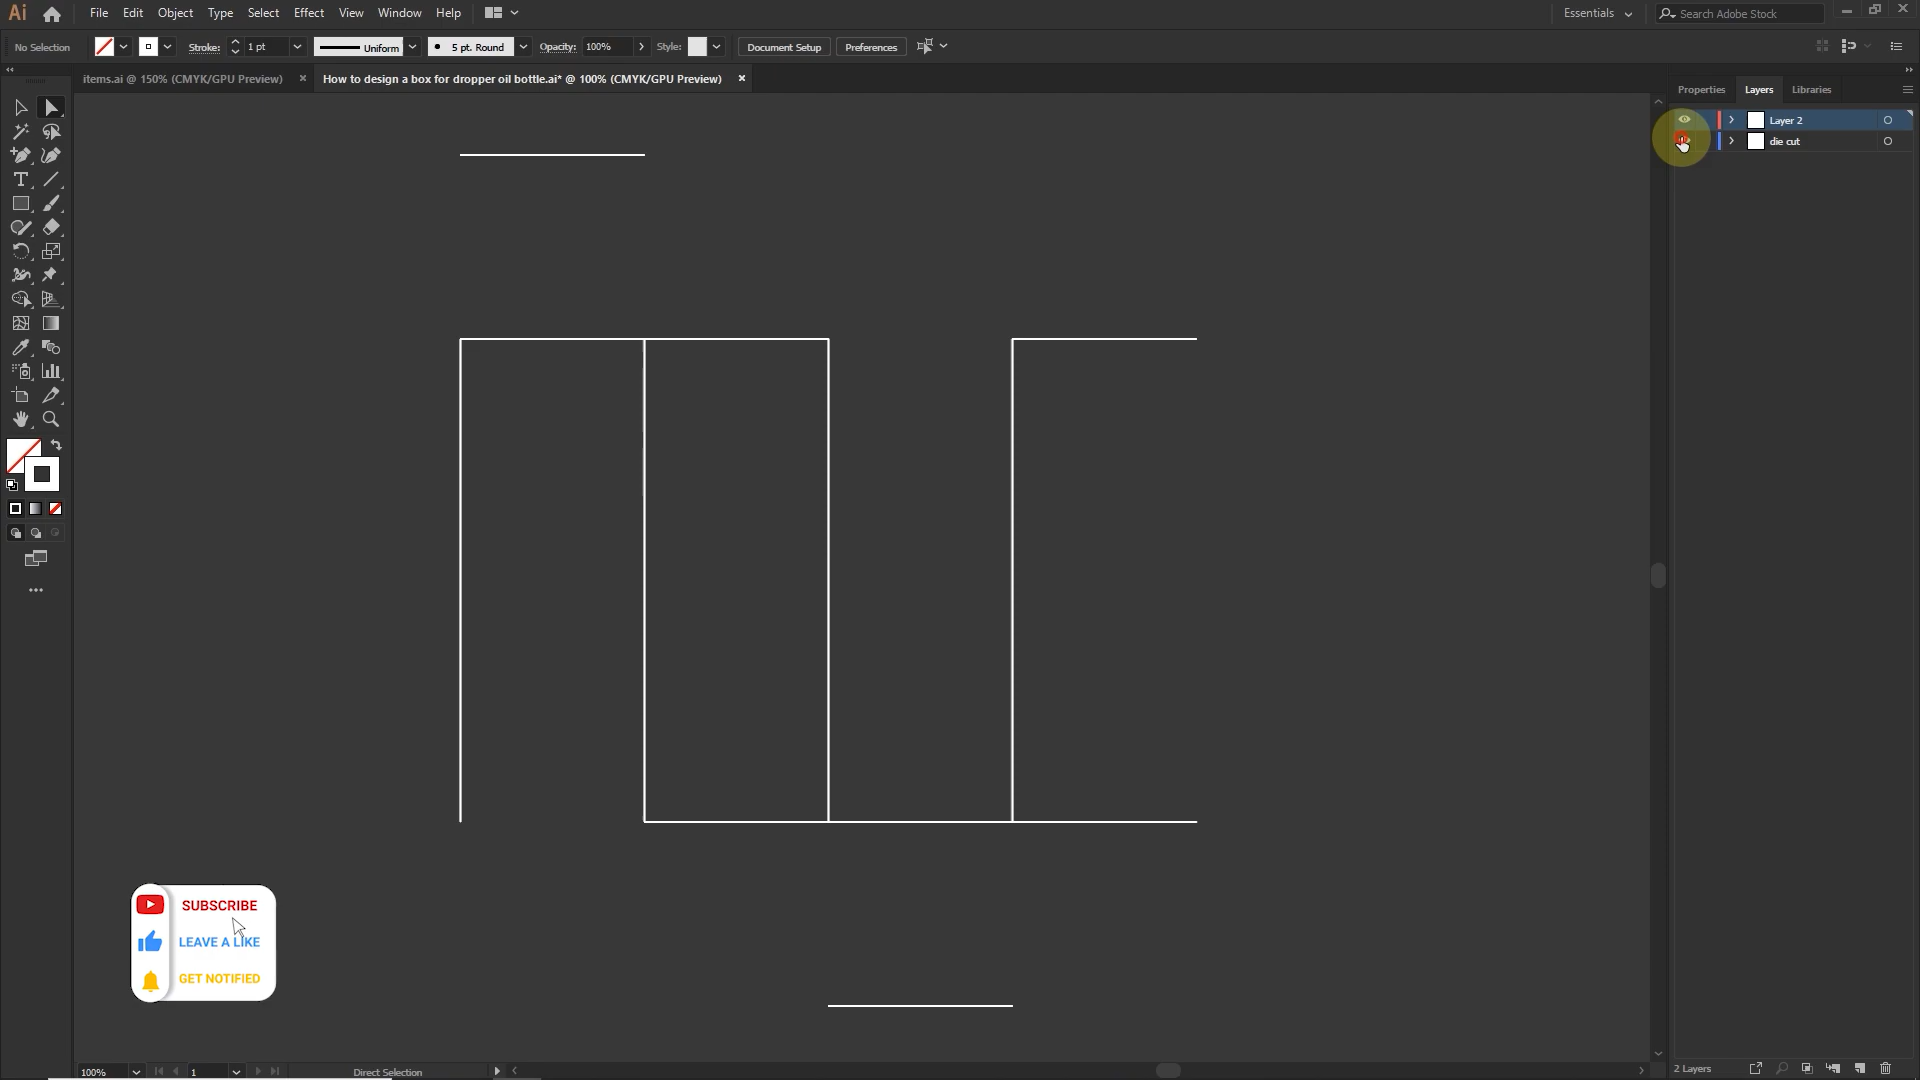 Ai File Edit Object Type Select Effect View Window Help Essentials Search Adobe Stock
No Selection Stroke: 1 pt Uniform 5 pt. Round Opacity: 100% Style: Document Setup Preferences
items.ai @ 150% (CMYK/GPU Preview) × How to design a box for dropper oil bottle.ai* @ 100% (CMYK/GPU Preview) ×
Properties Layers Libraries
Layer 2
die cut
SUBSCRIBE
LEAVE A LIKE
GET NOTIFIED
100% 1 Direct Selection 2 Layers